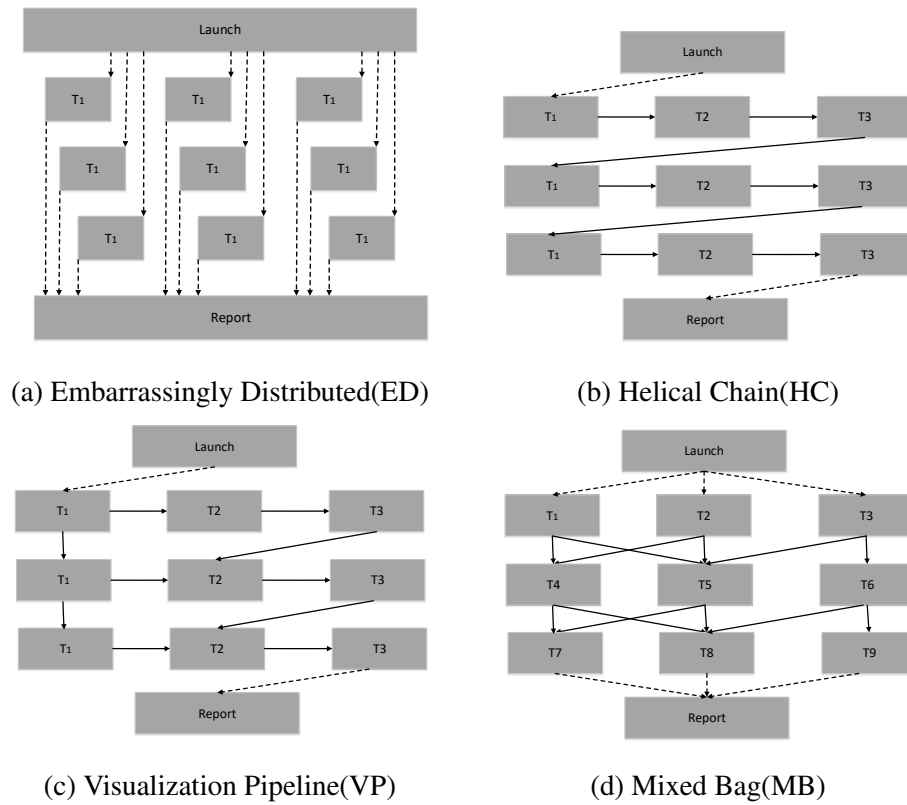 Launch
T1 T1 T1
T1 T1 T1
T1 T1 T1
Report
(a) Embarrassingly Distributed(ED)
Launch
T1 T2 T3
T1 T2 T3
T1 T2 T3
Report
(b) Helical Chain(HC)
Launch
T1 T2 T3
T1 T2 T3
T1 T2 T3
Report
(c) Visualization Pipeline(VP)
Launch
T1 T2 T3
T4 T5 T6
T7 T8 T9
Report
(d) Mixed Bag(MB)